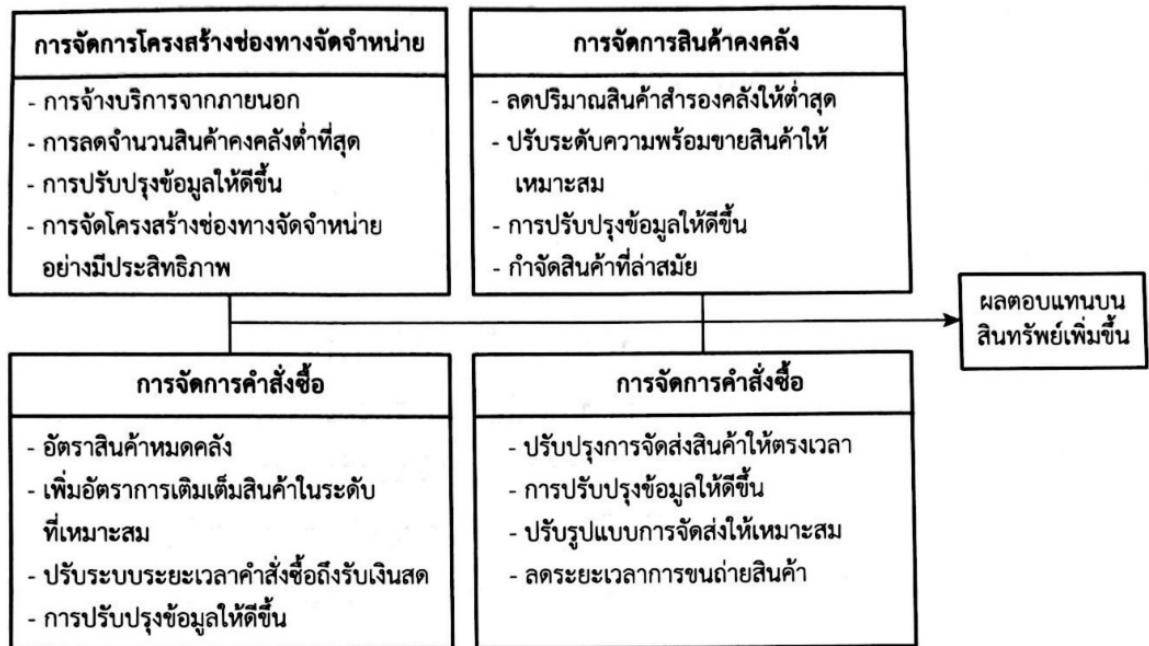 การจัดการโครงสร้างช่องทางจัดจำหน่าย
- การจ้างบริการจากภายนอก
- การลดจำนวนสินค้าคงคลังต่ำที่สุด
- การปรับปรุงข้อมูลให้ดีขึ้น
- การจัดโครงสร้างช่องทางจัดจำหน่าย
อย่างมีประสิทธิภาพ
การจัดการสินค้าคงคลัง
- ลดปริมาณสินค้าสำรองคลังให้ต่ำสุด
- ปรับระดับความพร้อมขายสินค้าให้
เหมาะสม
- การปรับปรุงข้อมูลให้ดีขึ้น
- กำจัดสินค้าที่ล่าสมัย
ผลตอบแทนบน
สินทรัพย์เพิ่มขึ้น
การจัดการคำสั่งซื้อ
- อัตราสินค้าหมดคลัง
- เพิ่มอัตราการเติมเต็มสินค้าในระดับ
ที่เหมาะสม
- ปรับระบบระยะเวลาคำสั่งซื้อถึงรับเงินสด
- การปรับปรุงข้อมูลให้ดีขึ้น
การจัดการคำสั่งซื้อ
- ปรับปรุงการจัดส่งสินค้าให้ตรงเวลา
- การปรับปรุงข้อมูลให้ดีขึ้น
- ปรับรูปแบบการจัดส่งให้เหมาะสม
- ลดระยะเวลาการขนถ่ายสินค้า